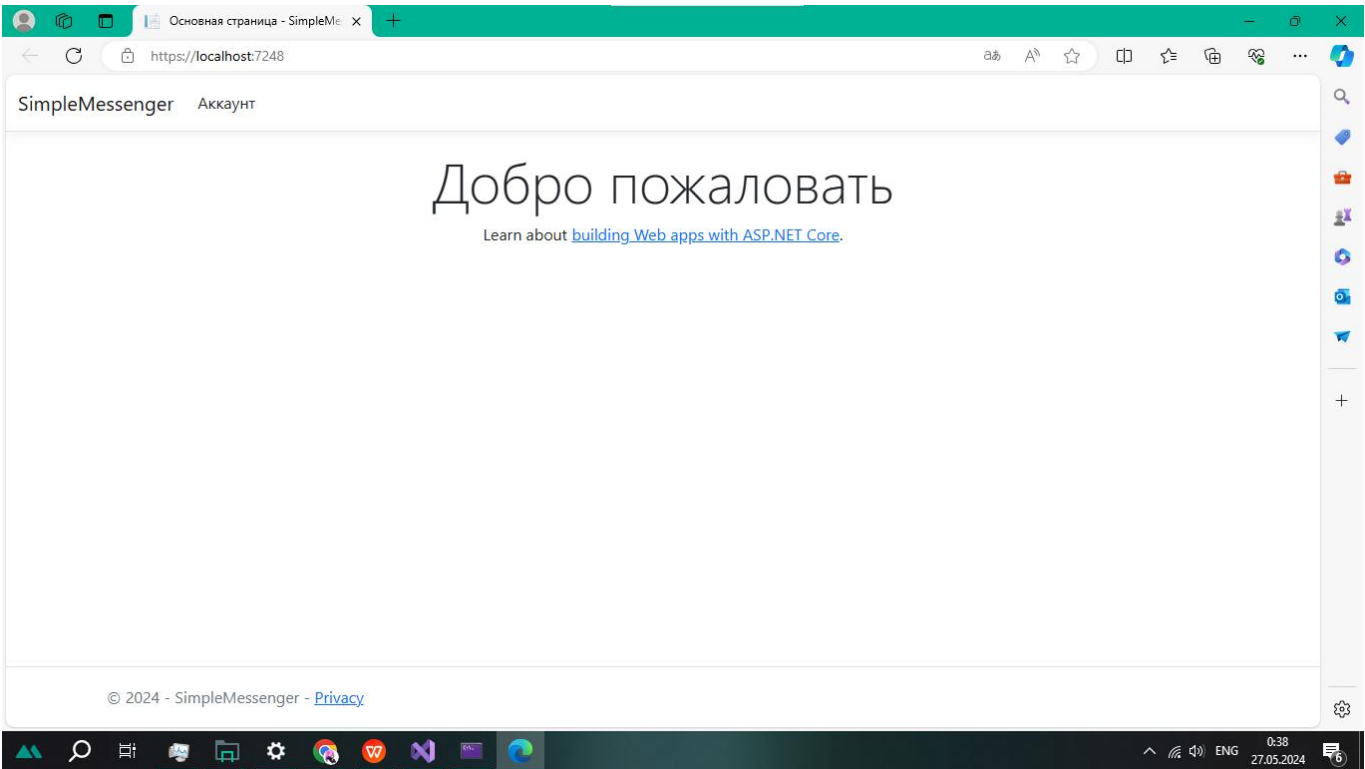 Основная страница - SimpleMe
https://localhost:7248
SimpleMessenger Аккаунт
Добро пожаловать
Learn about building Web apps with ASP.NET Core.
© 2024 - SimpleMessenger - Privacy
ENG
0:38
27.05.2024
6